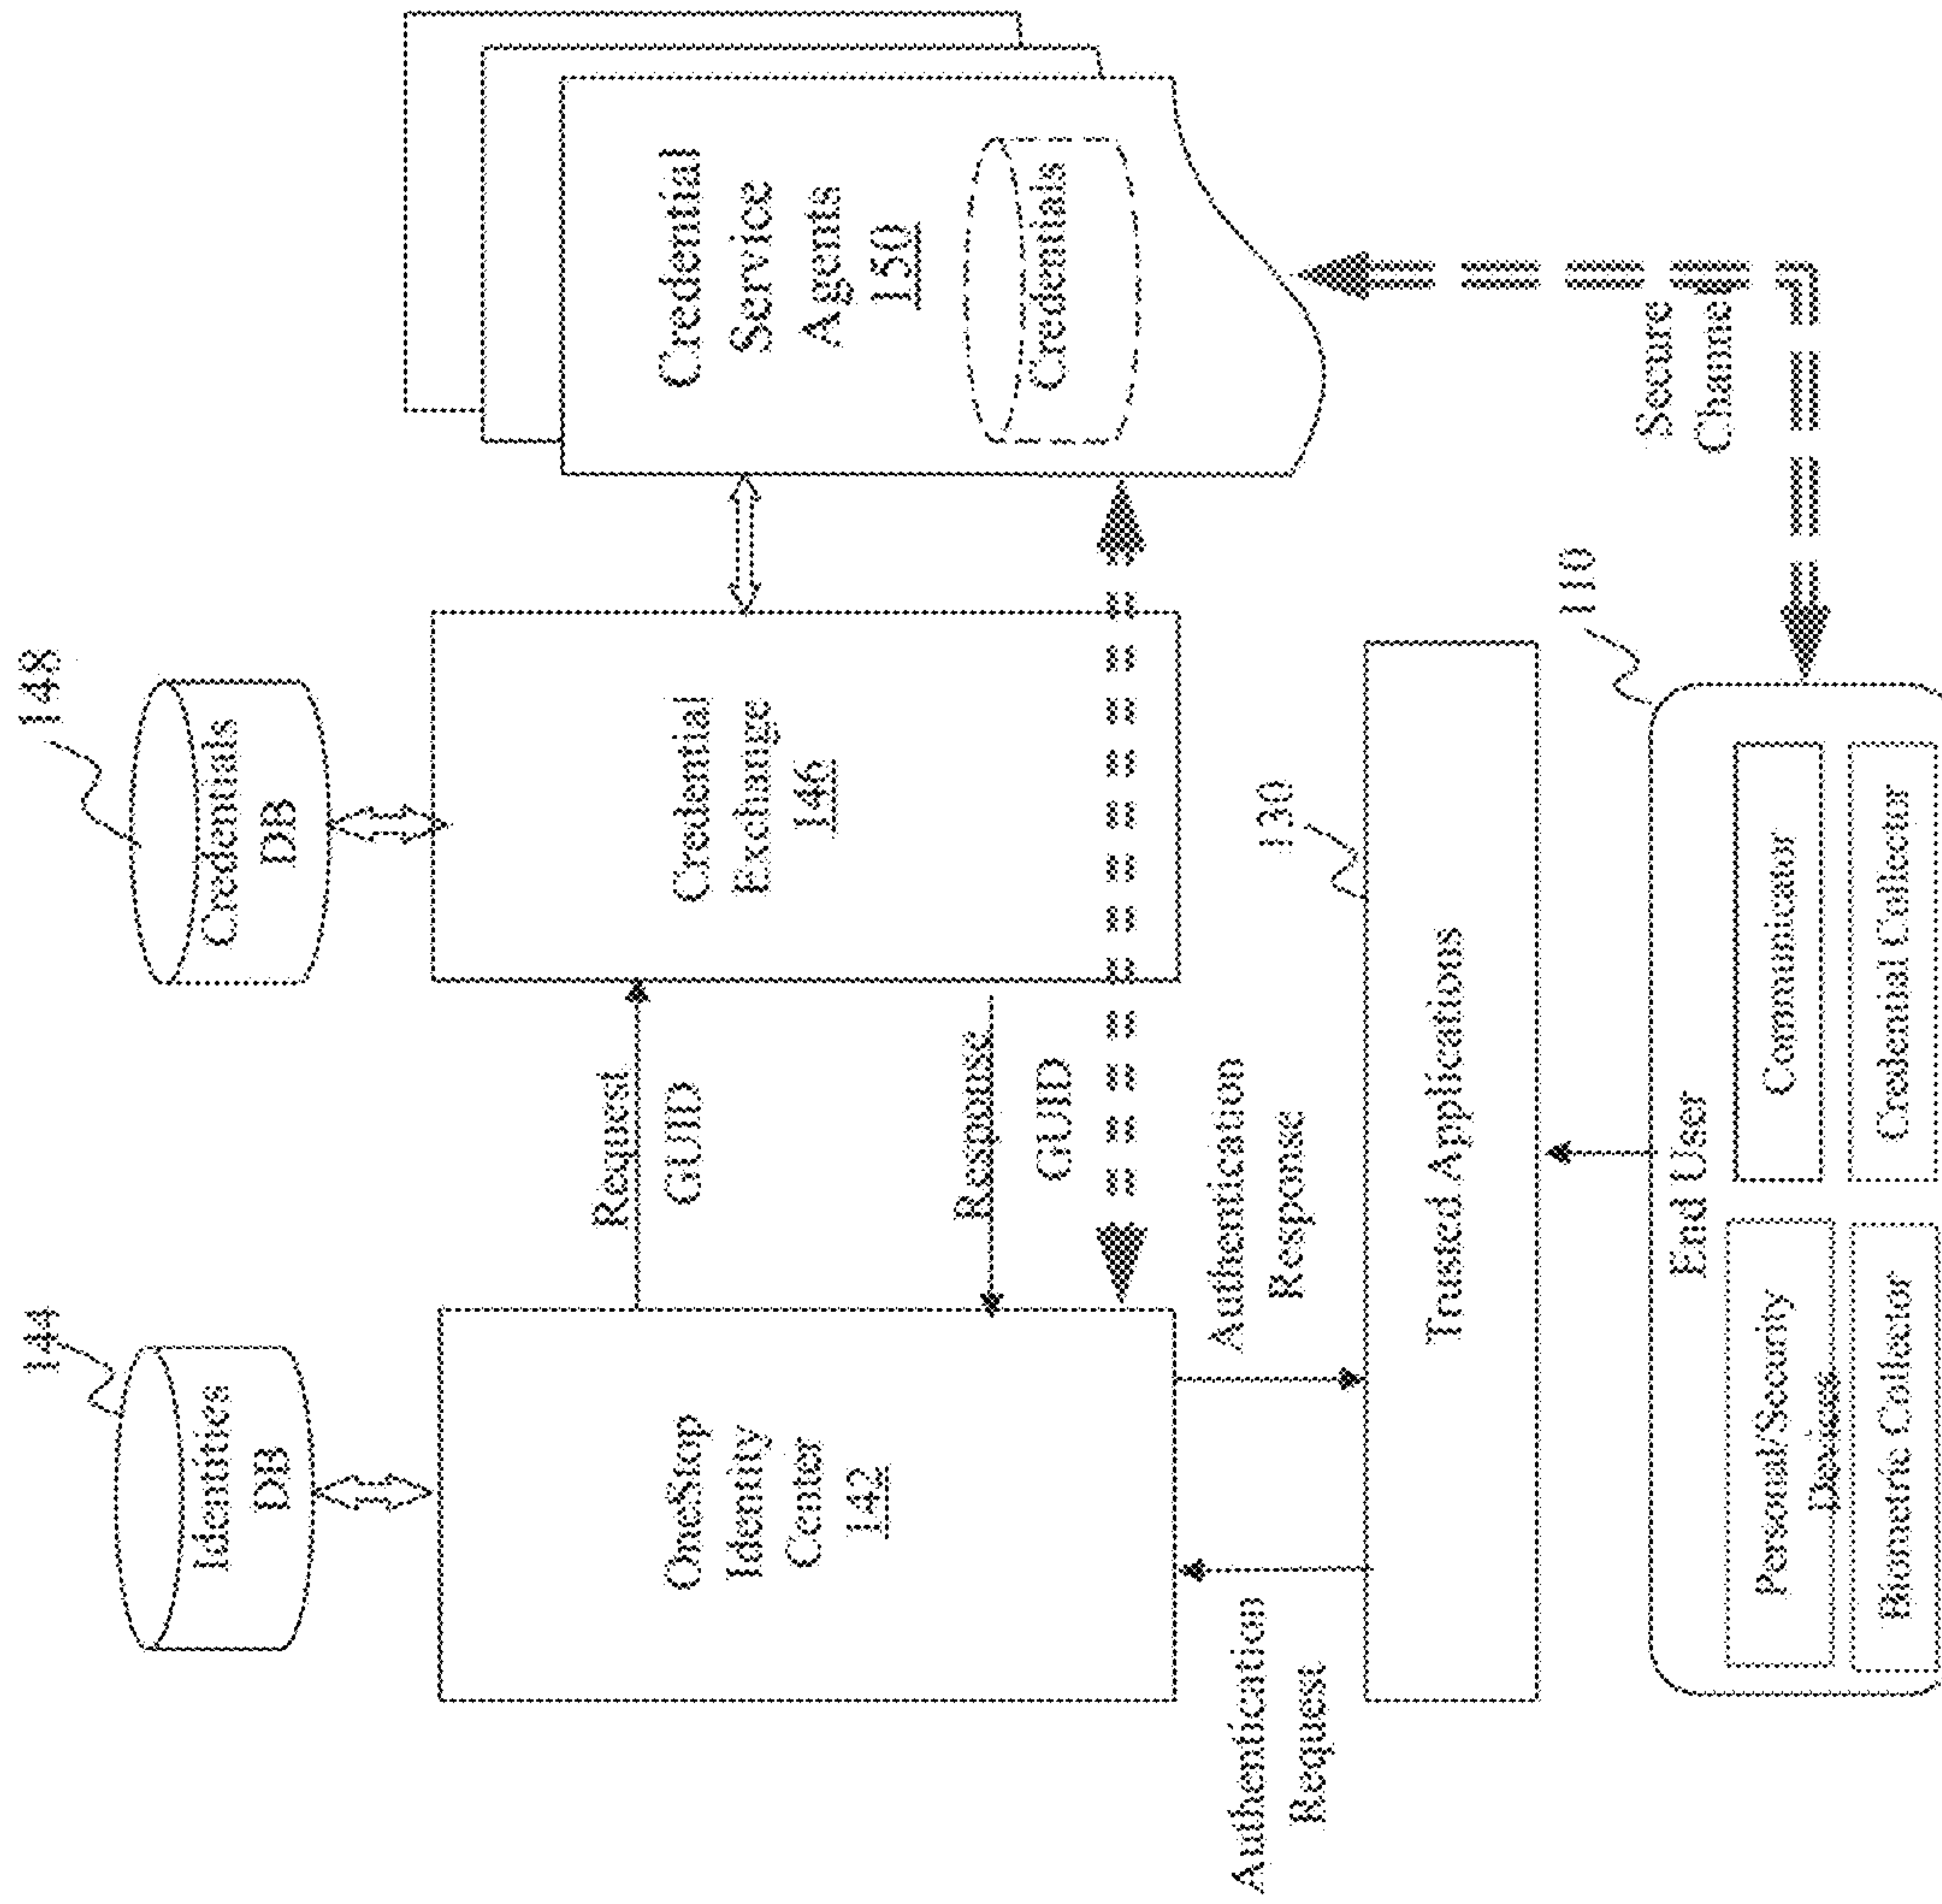 144
Identities
DB
148
Credentials
DB
OneStop
Identity
Center
142
Request
GUID
Response
GUID
Credential
Exchange
146
Credential
Service
Agents
150
Credentials
Authentication
Request
Authentication
Response
130
Trusted Applications
Secure
Channel
110
End User
Personal/Security
Devices
Communicator
Biometric Collector
Credential Collector